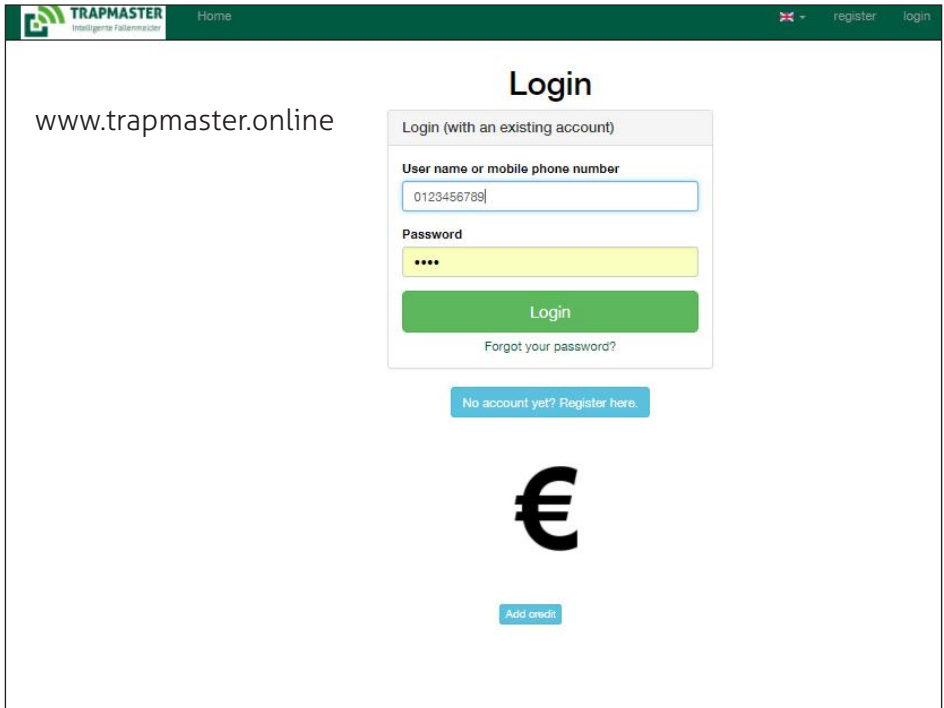 TRAPMASTER
Intelligente Fallenmelder
Home
register
login
Login
www.trapmaster.online
Login (with an existing account)
User name or mobile phone number
0123456789
Password
••••
Login
Forgot your password?
No account yet? Register here.
€
Add credit